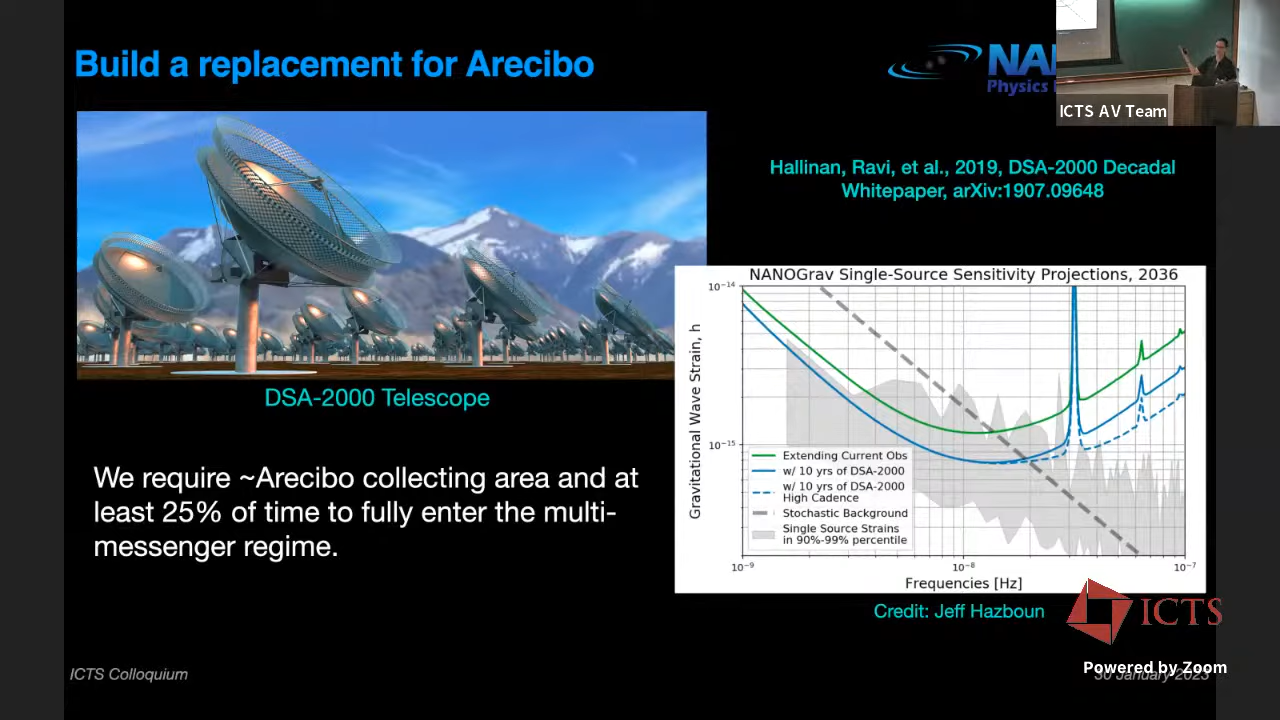 Build a replacement for Arecibo
NAN
Physics
ICTS AV Team
Hallinan, Ravi, et al., 2019, DSA-2000 Decadal
Whitepaper, arXiv:1907.09648
DSA-2000 Telescope
We require ~Arecibo collecting area and at
least 25% of time to fully enter the multi-
messenger regime.
NANOGrav Single-Source Sensitivity Projections, 2036
Gravitational Wave Strain, h
10⁻¹⁴
10⁻¹⁵
Extending Current Obs
w/ 10 yrs of DSA-2000
w/ 10 yrs of DSA-2000
High Cadence
Stochastic Background
Single Source Strains
in 90%-99% percentile
10⁻⁹
10⁻⁸
10⁻⁷
Frequencies [Hz]
Credit: Jeff Hazboun
ICTS
Powered by Zoom
ICTS Colloquium
30 January 2023